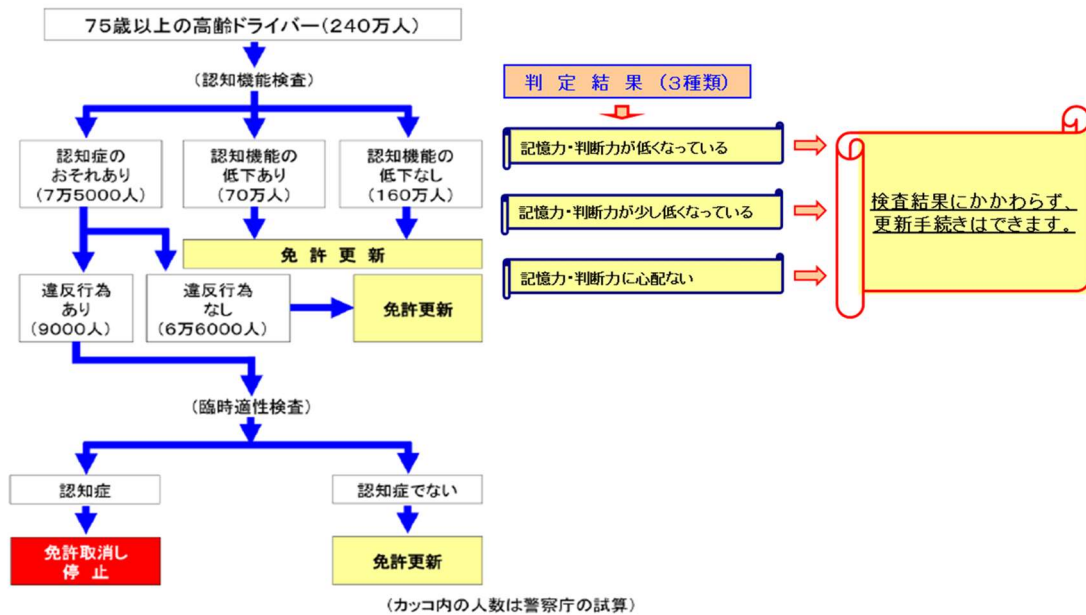 75歳以上の高齢ドライバー(240万人)
(認知機能検査)
認知症の
おそれあり
(7万5000人)
認知機能の
低下あり
(70万人)
認知機能の
低下なし
(160万人)
免 許 更 新
違反行為
あり
(9000人)
違反行為
なし
(6万6000人)
免許更新
(臨時適性検査)
認知症
認知症でない
免許取消し
停 止
免許更新
(カッコ内の人数は警察庁の試算)
判 定 結 果 (3種類)
記憶力・判断力が低くなっている
記憶力・判断力が少し低くなっている
記憶力・判断力に心配ない
検査結果にかかわらず、
更新手続きはできます。